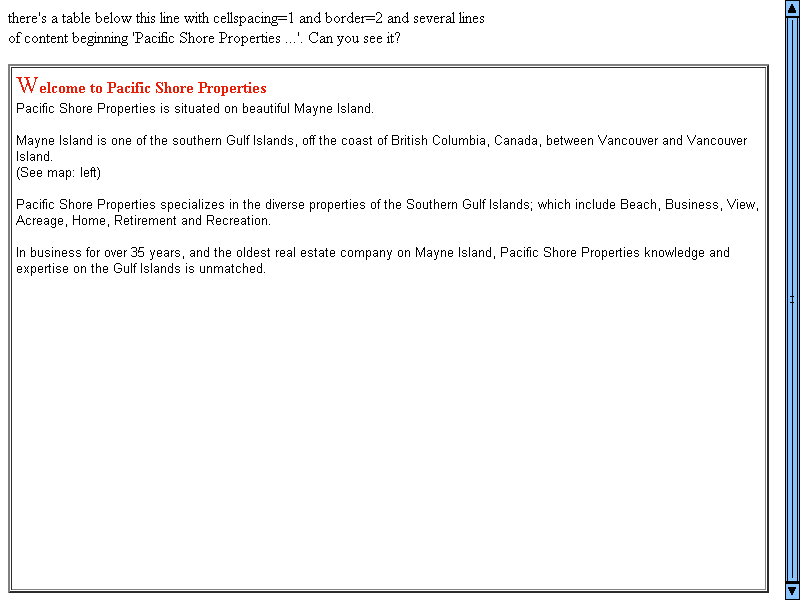 there's a table below this line with cellspacing=1 and border=2 and several lines
of content beginning 'Pacific Shore Properties ...'. Can you see it?
Welcome to Pacific Shore Properties
Pacific Shore Properties is situated on beautiful Mayne Island.
Mayne Island is one of the southern Gulf Islands, off the coast of British Columbia, Canada, between Vancouver and Vancouver
Island.
(See map: left)
Pacific Shore Properties specializes in the diverse properties of the Southern Gulf Islands; which include Beach, Business, View,
Acreage, Home, Retirement and Recreation.
In business for over 35 years, and the oldest real estate company on Mayne Island, Pacific Shore Properties knowledge and
expertise on the Gulf Islands is unmatched.